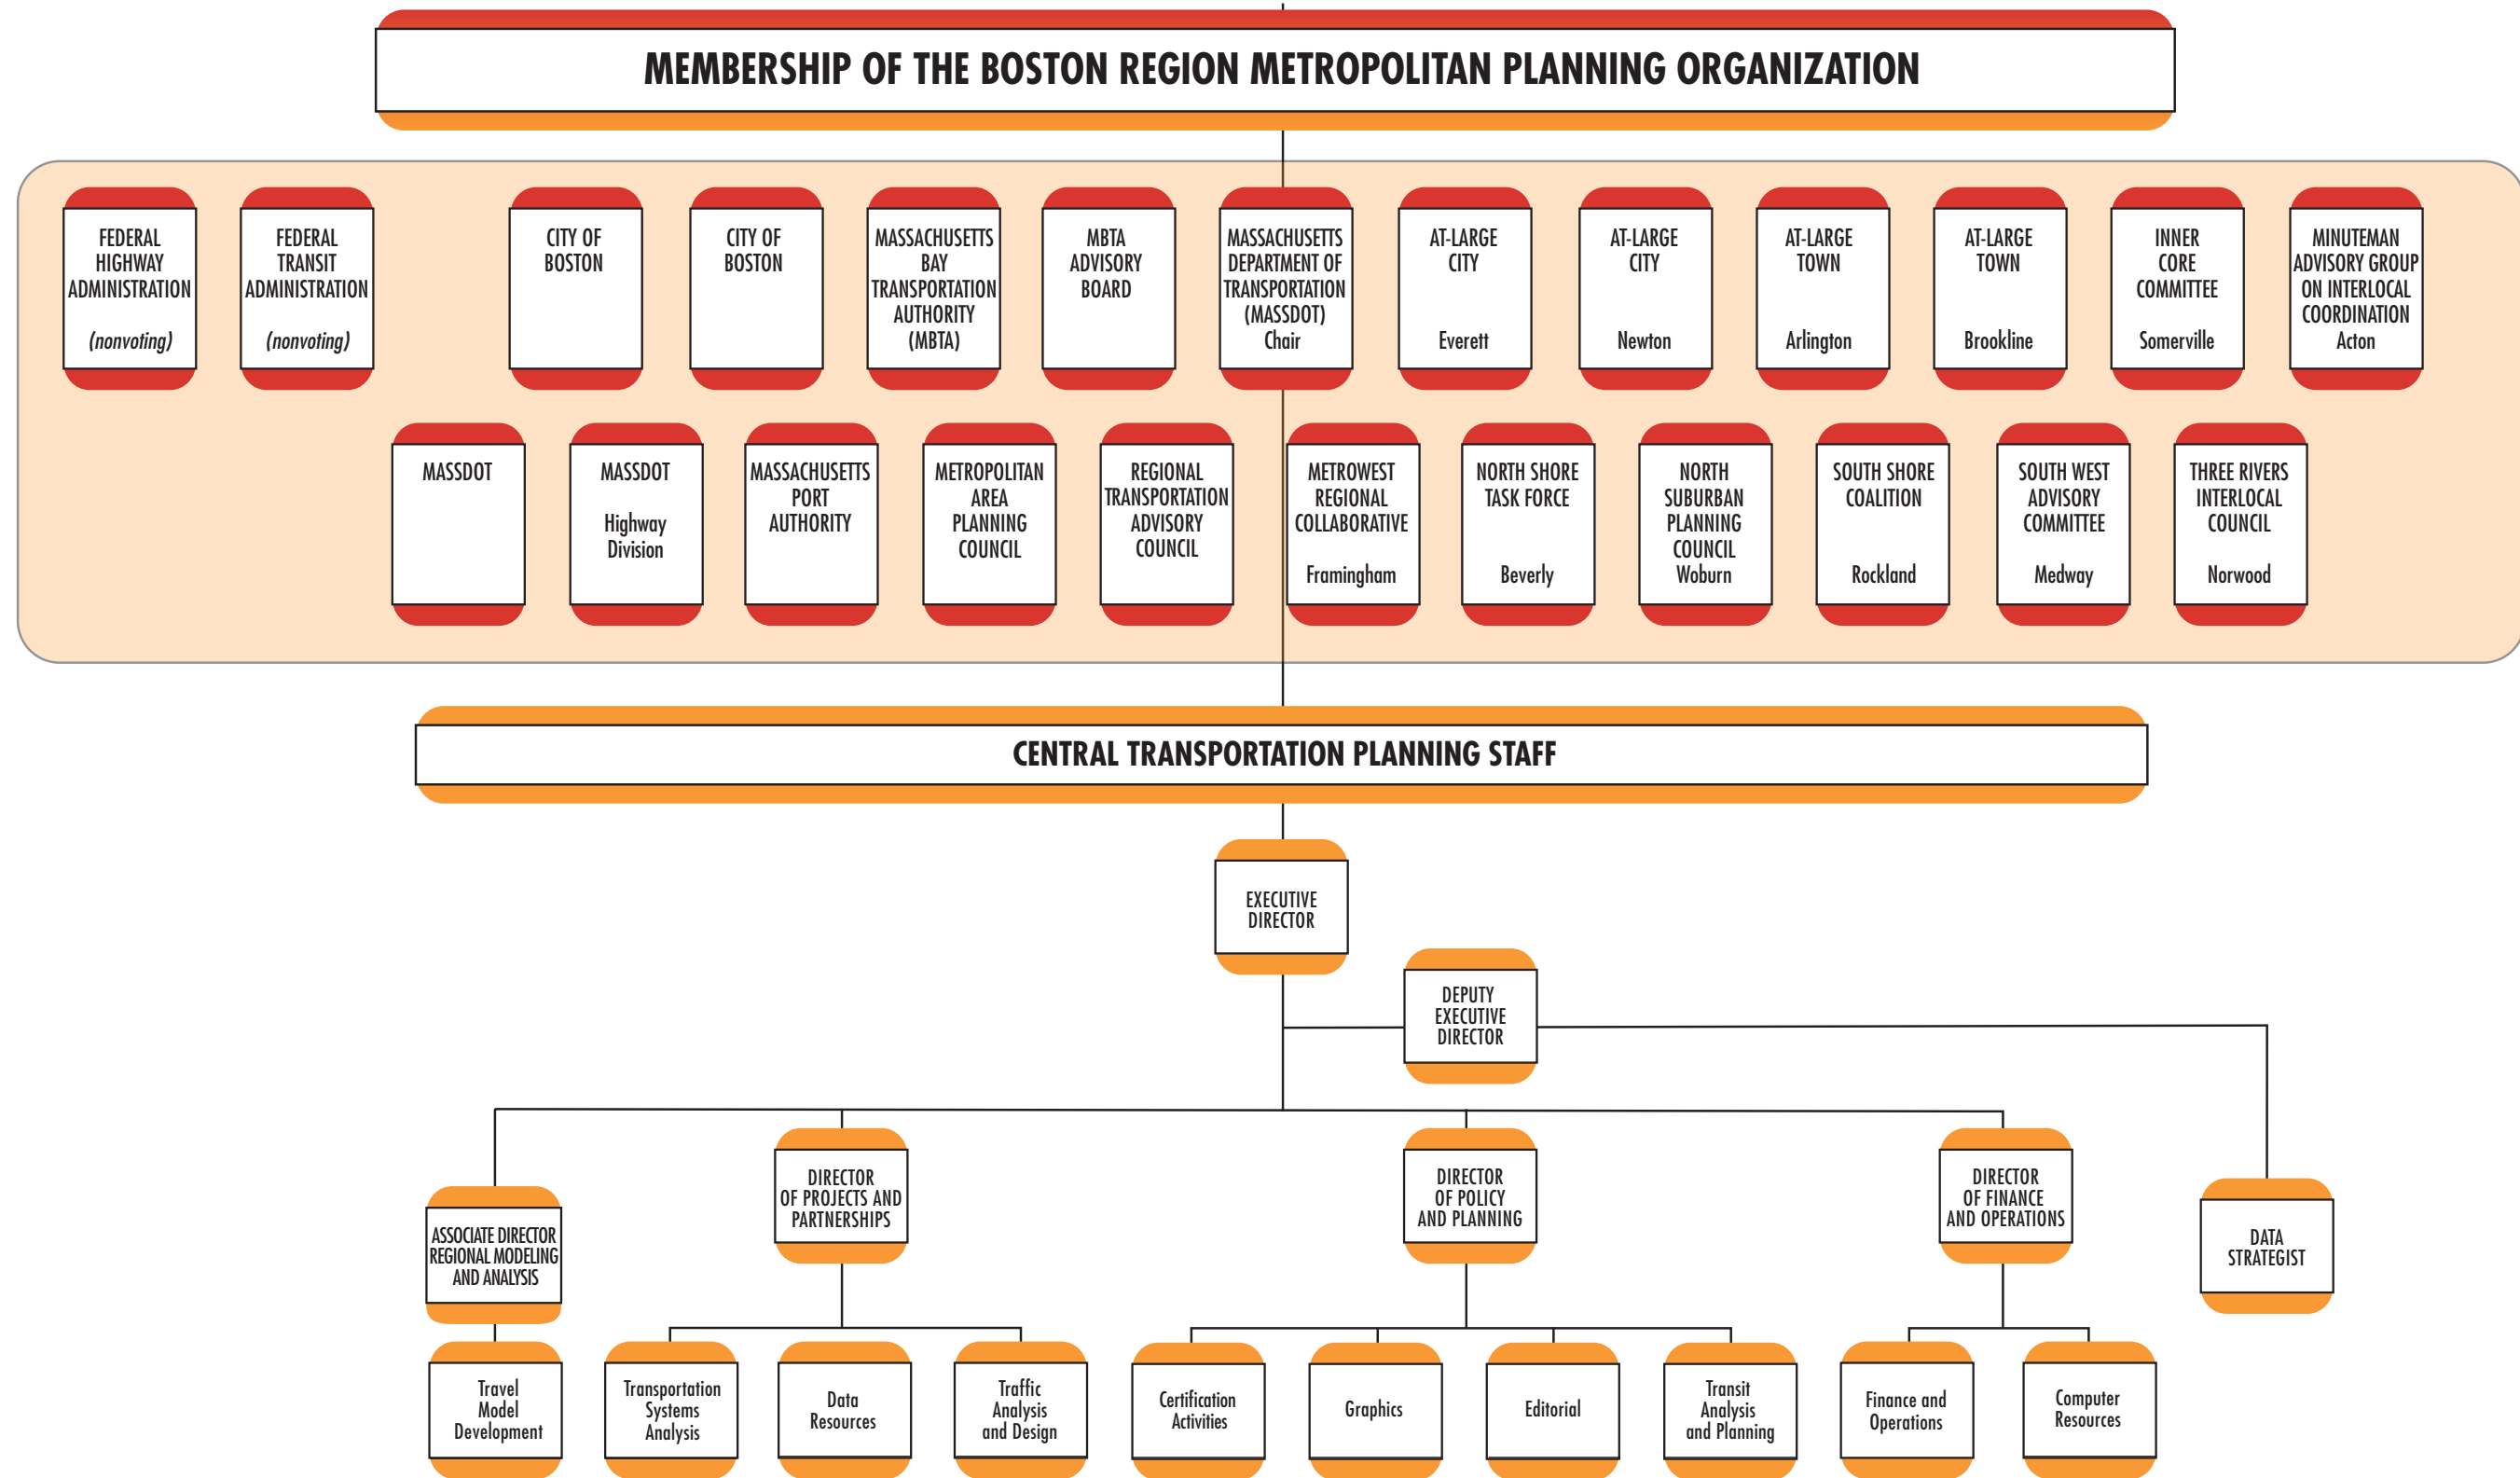 MEMBERSHIP OF THE BOSTON REGION METROPOLITAN PLANNING ORGANIZATION
FEDERAL
HIGHWAY
ADMINISTRATION
(nonvoting)
FEDERAL
TRANSIT
ADMINISTRATION
(nonvoting)
CITY OF
BOSTON
CITY OF
BOSTON
MASSACHUSETTS
BAY
TRANSPORTATION
AUTHORITY
(MBTA)
MBTA
ADVISORY
BOARD
MASSACHUSETTS
DEPARTMENT OF
TRANSPORTATION
(MASSDOT)
Chair
AT-LARGE
CITY
Everett
AT-LARGE
CITY
Newton
AT-LARGE
TOWN
Arlington
AT-LARGE
TOWN
Brookline
INNER
CORE
COMMITTEE
Somerville
MINUTEMAN
ADVISORY GROUP
ON INTERLOCAL
COORDINATION
Acton
MASSDOT
MASSDOT
Highway
Division
MASSACHUSETTS
PORT
AUTHORITY
METROPOLITAN
AREA
PLANNING
COUNCIL
REGIONAL
TRANSPORTATION
ADVISORY
COUNCIL
METROWEST
REGIONAL
COLLABORATIVE
Framingham
NORTH SHORE
TASK FORCE
Beverly
NORTH
SUBURBAN
PLANNING
COUNCIL
Woburn
SOUTH SHORE
COALITION
Rockland
SOUTH WEST
ADVISORY
COMMITTEE
Medway
THREE RIVERS
INTERLOCAL
COUNCIL
Norwood
CENTRAL TRANSPORTATION PLANNING STAFF
EXECUTIVE
DIRECTOR
DEPUTY
EXECUTIVE
DIRECTOR
ASSOCIATE DIRECTOR
REGIONAL MODELING
AND ANALYSIS
DIRECTOR
OF PROJECTS AND
PARTNERSHIPS
DIRECTOR
OF POLICY
AND PLANNING
DIRECTOR
OF FINANCE
AND OPERATIONS
DATA
STRATEGIST
Travel
Model
Development
Transportation
Systems
Analysis
Data
Resources
Traffic
Analysis
and Design
Certification
Activities
Graphics
Editorial
Transit
Analysis
and Planning
Finance and
Operations
Computer
Resources